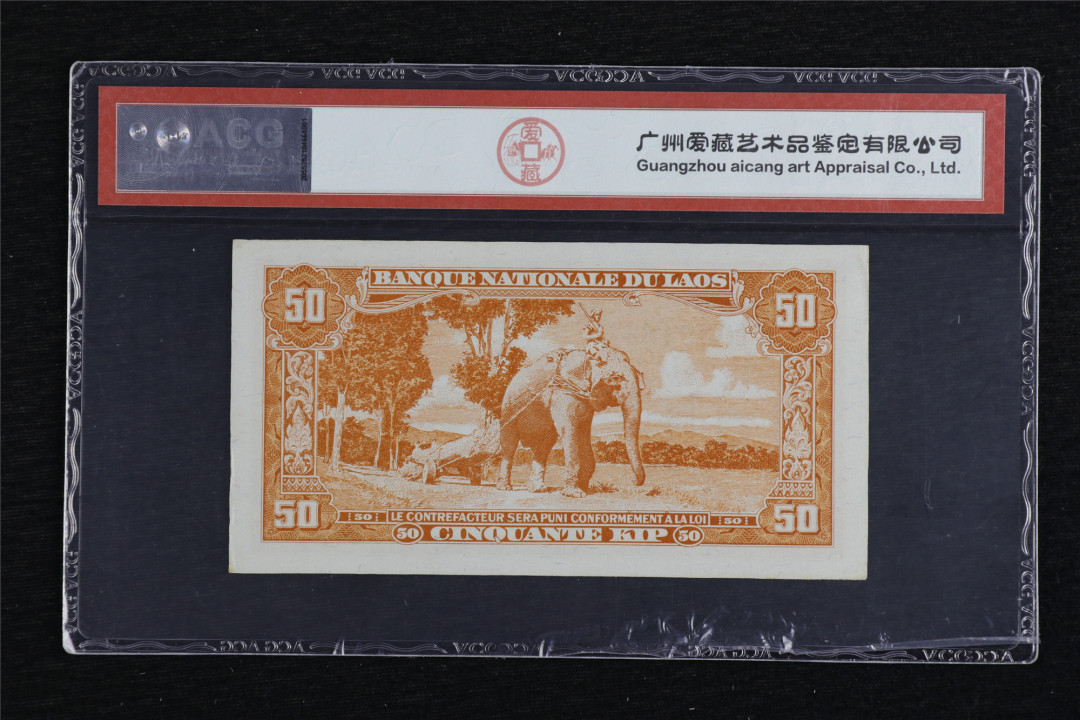 ACG
爱藏
广州爱藏艺术品鉴定有限公司
Guangzhou aicang art Appraisal Co., Ltd.
BANQUE NATIONALE DU LAOS
50
50
50
50
LE CONTREFACTEUR SERA PUNI CONFORMEMENT À LA LOI
50
50
50
CINQUANTE KIP
50
50